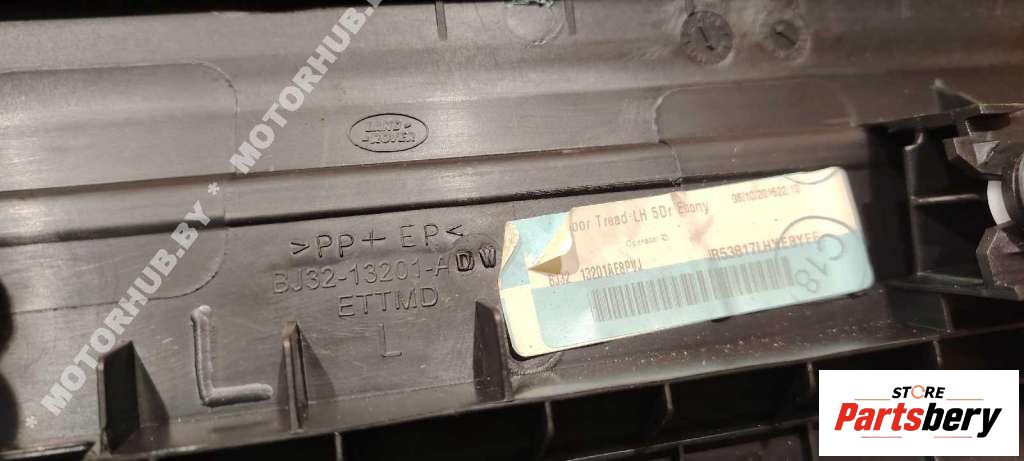 * MOTORHUB.BY * MOTORHUB.BY
LAND-
-ROVER
>PP+EP<
BJ32-13201-A DW
ETTMD
L
L
oor Tread LH 5Dr Ebony
Operator ID
BJ32 13201AE8PVJ
C18
STORE
Partsbery